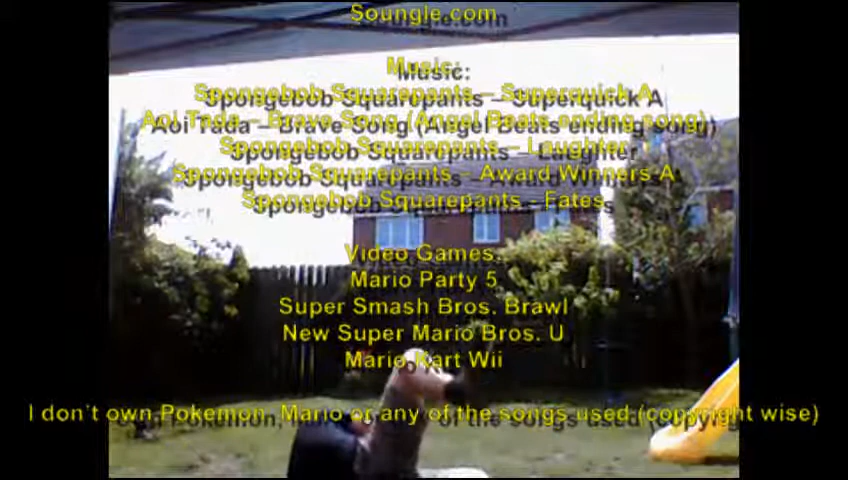 Soungle.com
Music:
Spongebob Squarepants – Superquick A
Aoi Tada – Brave Song (Angel Beats ending song)
Spongebob Squarepants – Laughter
Spongebob Squarepants – Award Winners A
Spongebob Squarepants - Fates
Video Games:
Mario Party 5
Super Smash Bros. Brawl
New Super Mario Bros. U
Mario Kart Wii
I don't own Pokemon, Mario or any of the songs used (copyright wise)